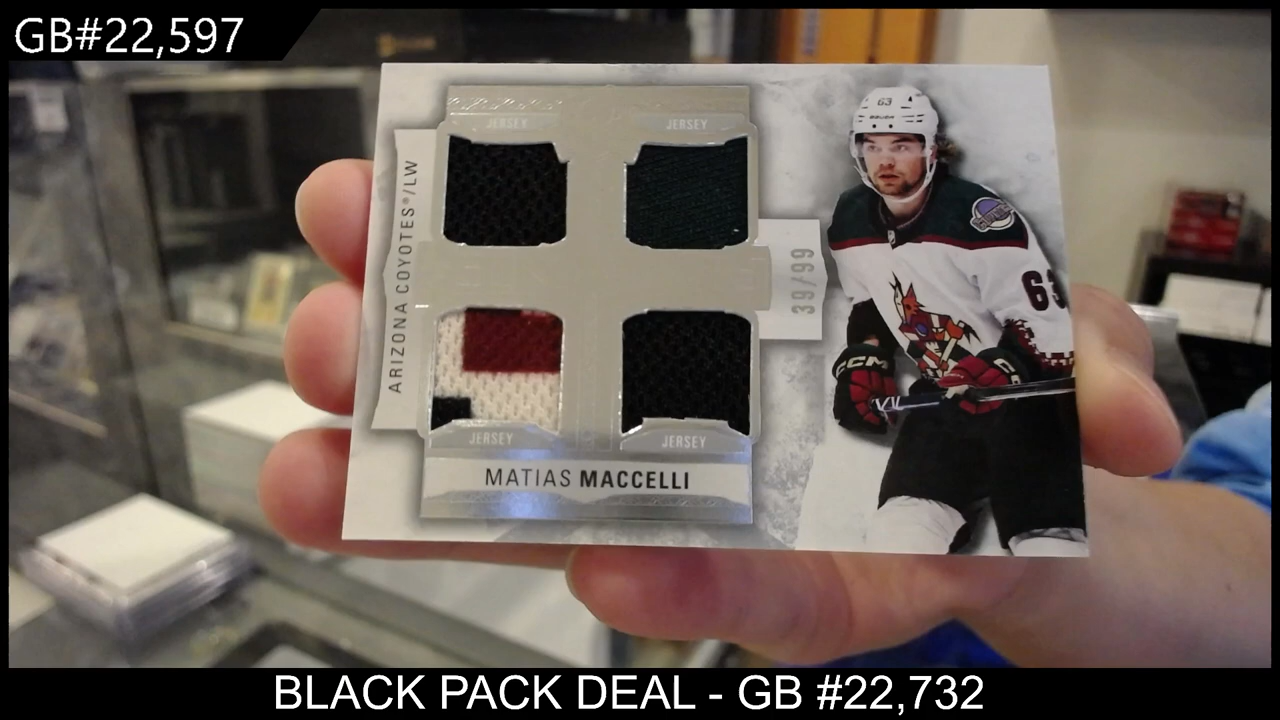 GB#22,597
JERSEY
JERSEY
ARIZONA COYOTES®/LW
39/99
JERSEY
JERSEY
MATIAS MACCELLI
63
63
CCM
BLACK PACK DEAL - GB #22,732